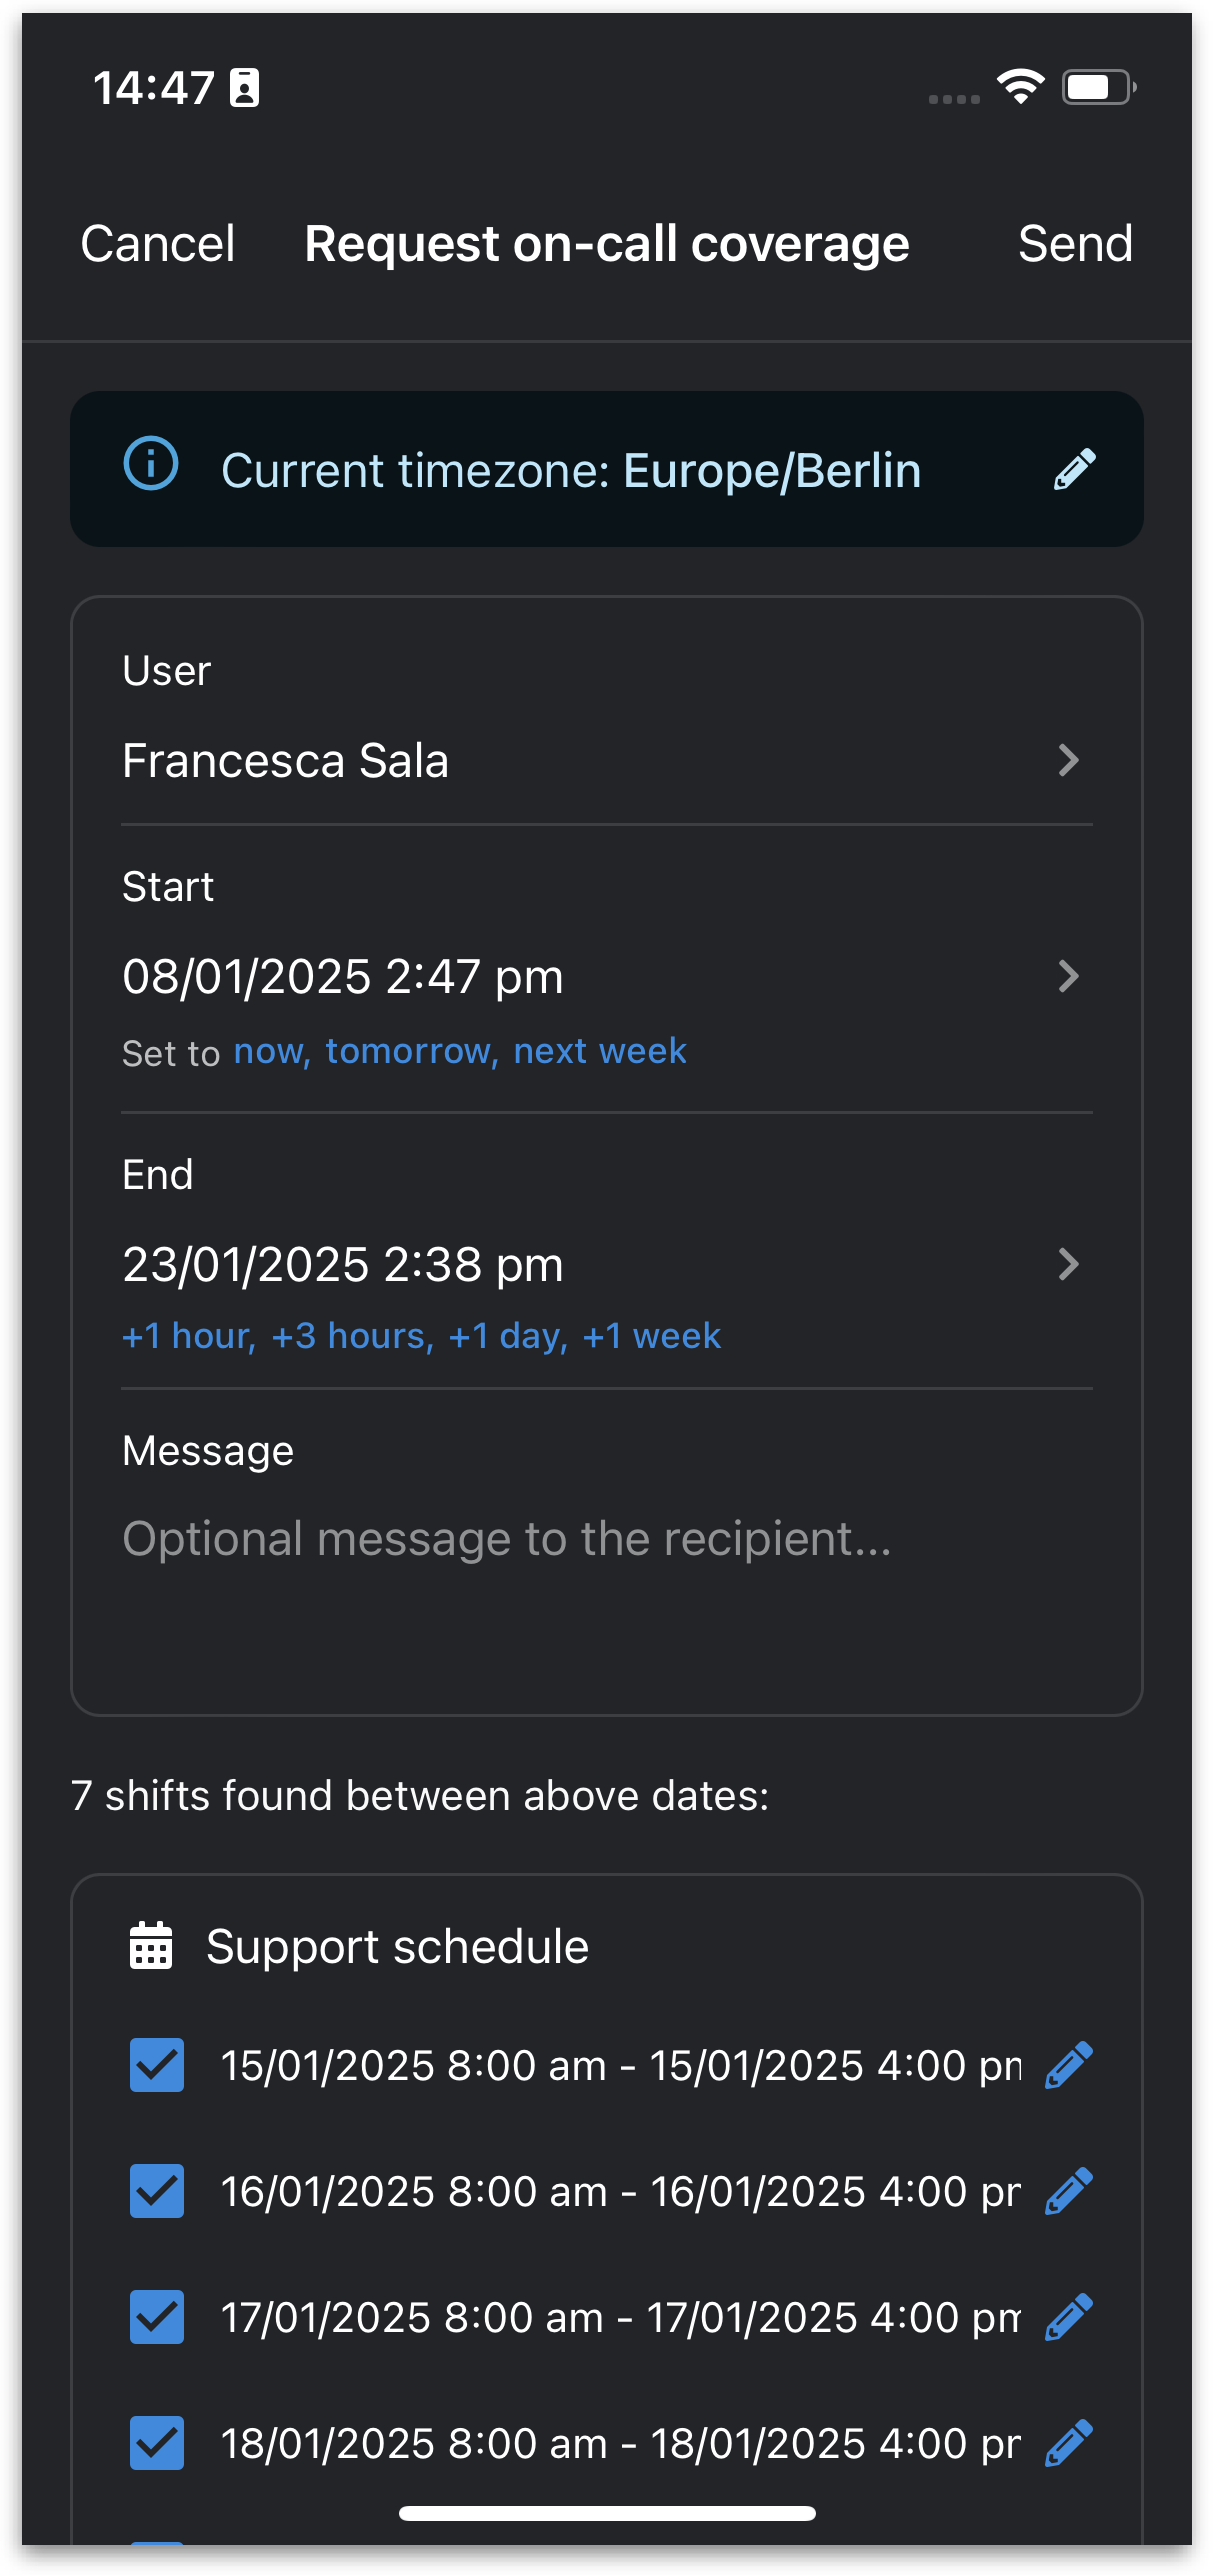 14:47
Cancel Request on-call coverage Send
Current timezone: Europe/Berlin
User
Francesca Sala
Start
08/01/2025 2:47 pm
Set to now, tomorrow, next week
End
23/01/2025 2:38 pm
+1 hour, +3 hours, +1 day, +1 week
Message
Optional message to the recipient...
7 shifts found between above dates:
Support schedule
15/01/2025 8:00 am - 15/01/2025 4:00 pm
16/01/2025 8:00 am - 16/01/2025 4:00 pm
17/01/2025 8:00 am - 17/01/2025 4:00 pm
18/01/2025 8:00 am - 18/01/2025 4:00 pm